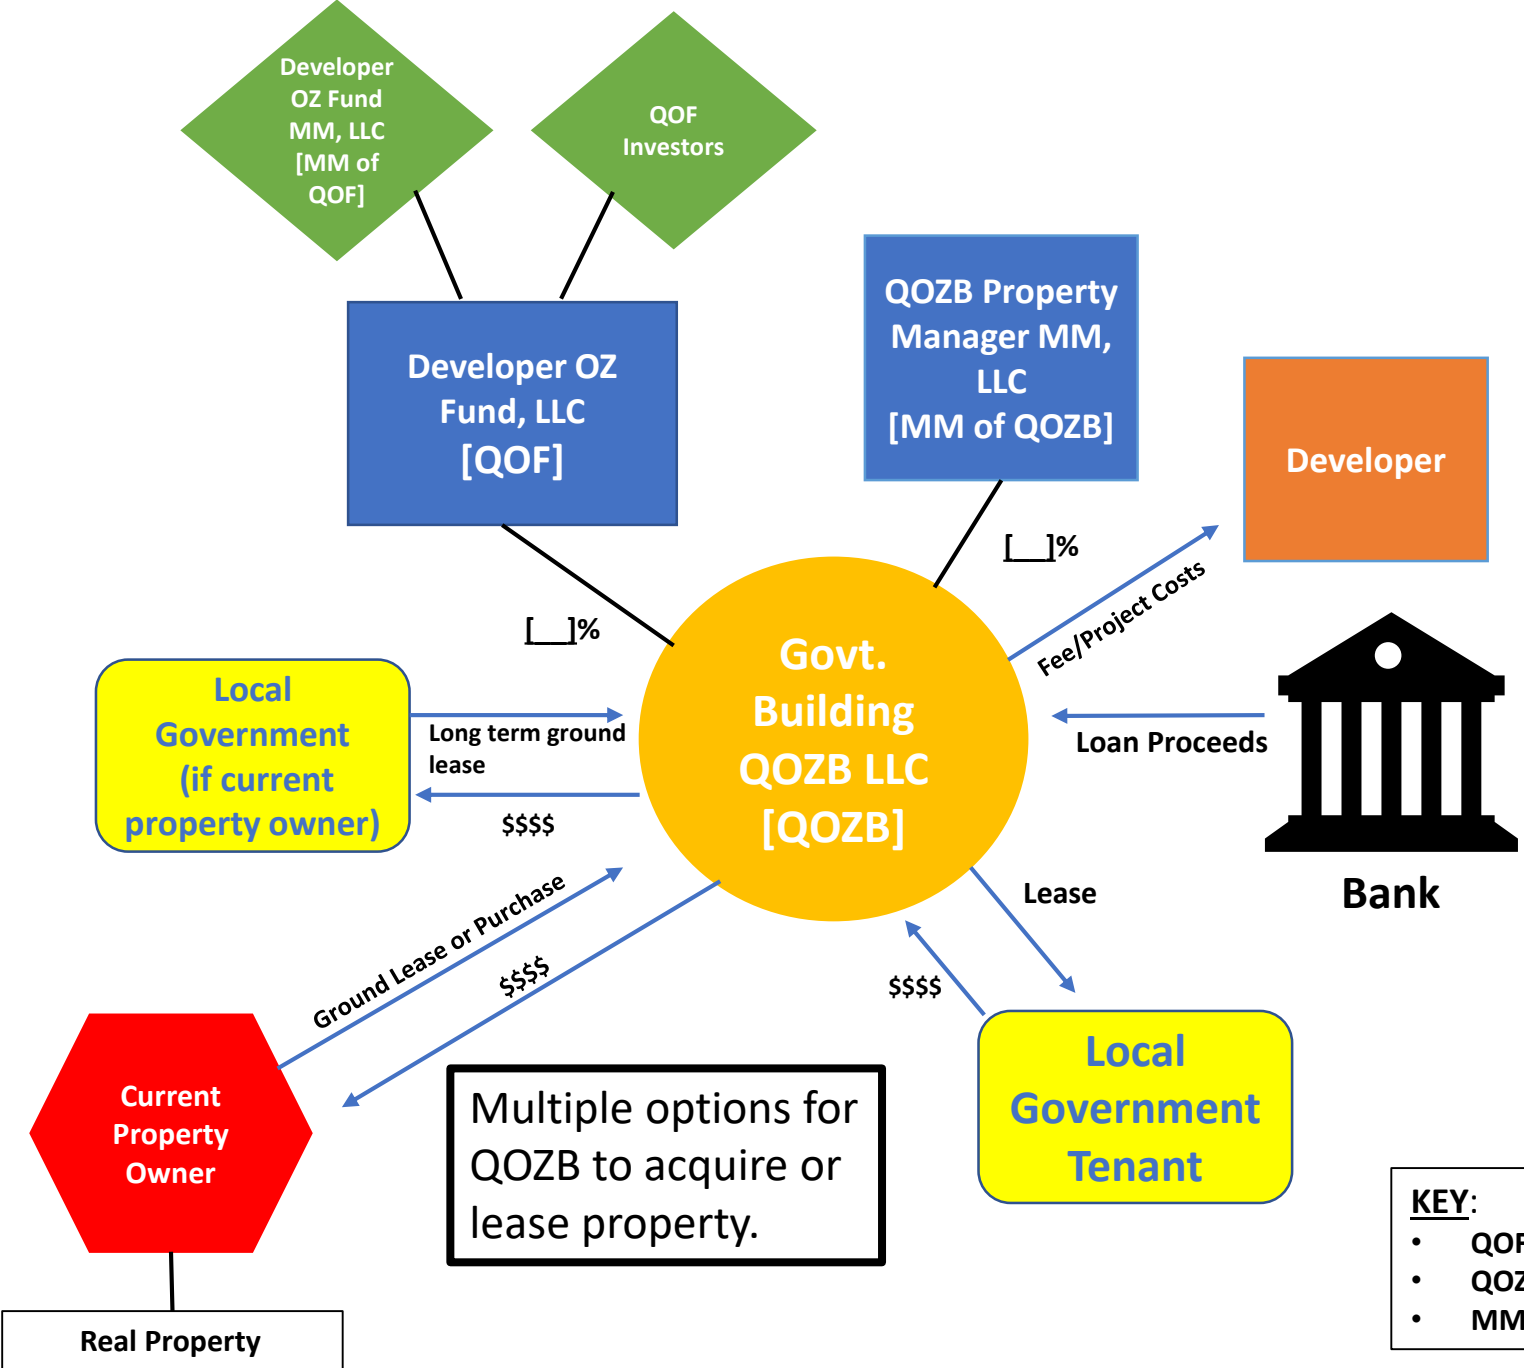 Developer
OZ Fund
MM, LLC
[MM of
QOF]
QOF
Investors
Developer OZ
Fund, LLC
[QOF]
QOZB Property
Manager MM,
LLC
[MM of QOZB]
Developer
[__]%
[__]%
Fee/Project Costs
Govt.
Building
QOZB LLC
[QOZB]
Local
Government
(if current
property owner)
Long term ground
lease
$$$$
Loan Proceeds
Bank
Ground Lease or Purchase
$$$$
Lease
$$$$
Local
Government
Tenant
Current
Property
Owner
Multiple options for
QOZB to acquire or
lease property.
Real Property
KEY:
• QOF
• QOZ
• MM